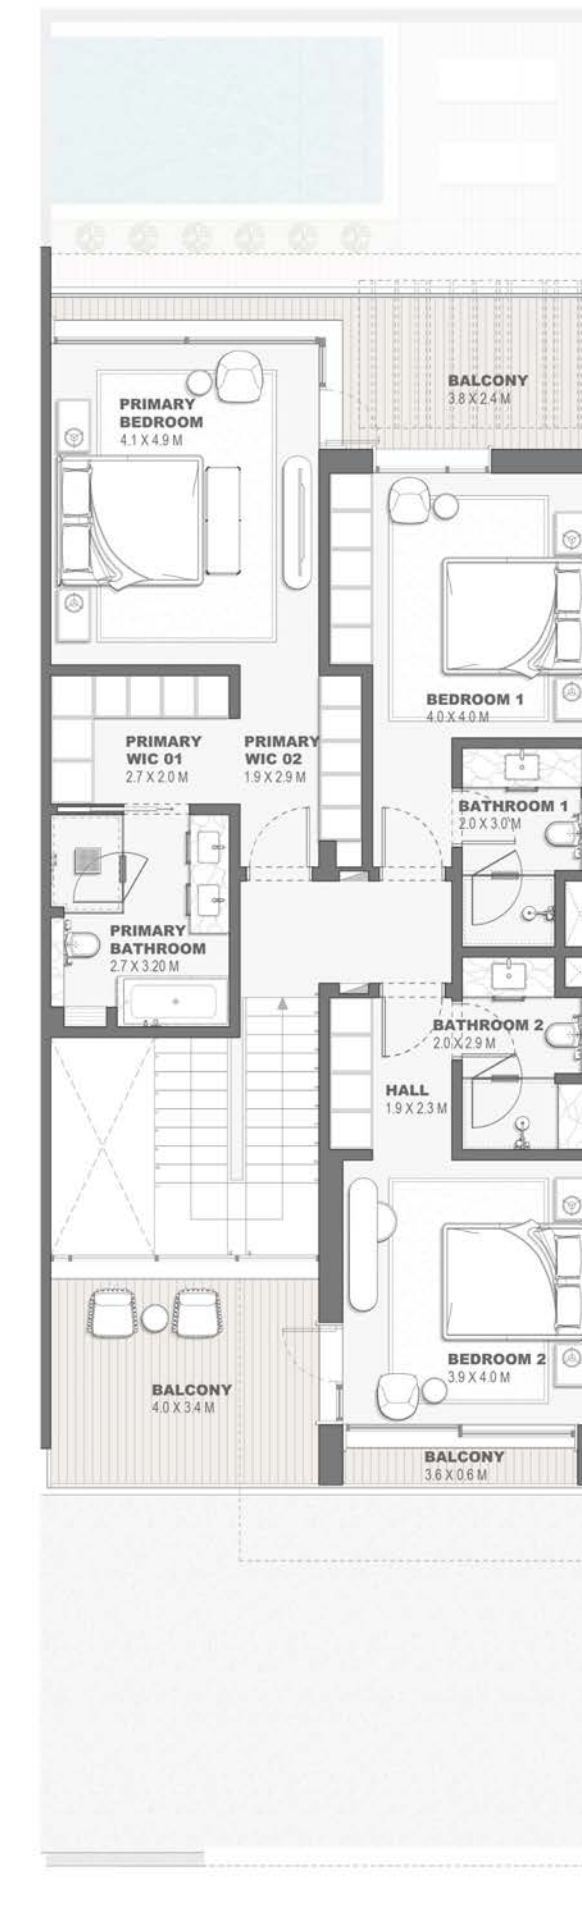 BALCONY
3.8 X 2.4 M
PRIMARY
BEDROOM
4.1 X 4.9 M
BEDROOM 1
4.0 X 4.0 M
PRIMARY
WIC 01
2.7 X 2.0 M
PRIMARY
WIC 02
1.9 X 2.9 M
BATHROOM 1
2.0 X 3.0 M
PRIMARY
BATHROOM
2.7 X 3.20 M
BATHROOM 2
2.0 X 2.9 M
HALL
1.9 X 2.3 M
BEDROOM 2
3.9 X 4.0 M
BALCONY
4.0 X 3.4 M
BALCONY
3.6 X 0.6 M